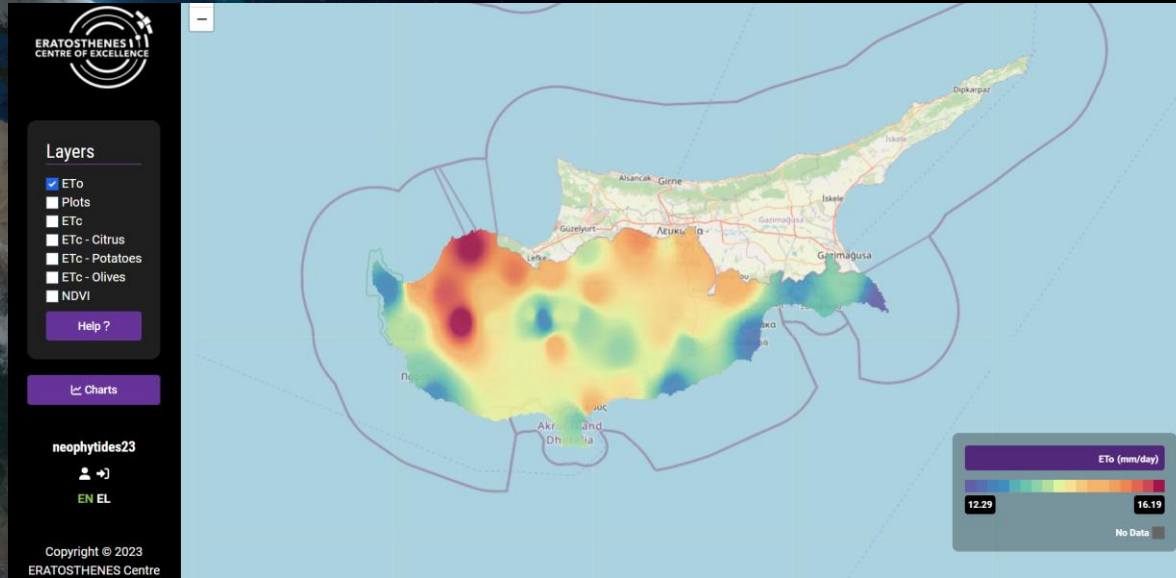 ERATOSTHENES
CENTRE OF EXCELLENCE
Layers
ETo
Plots
ETc
ETc - Citrus
ETc - Potatoes
ETc - Olives
NDVI
Help ?
Charts
neophytides23
EN EL
Copyright © 2023
ERATOSTHENES Centre
−
Dipkarpaz
İskele
Alsancak Girne
İskele
Gazimağusa
Güzelyurt
Lefke
Gazimağusa
ETo (mm/day)
12.29 16.19
No Data